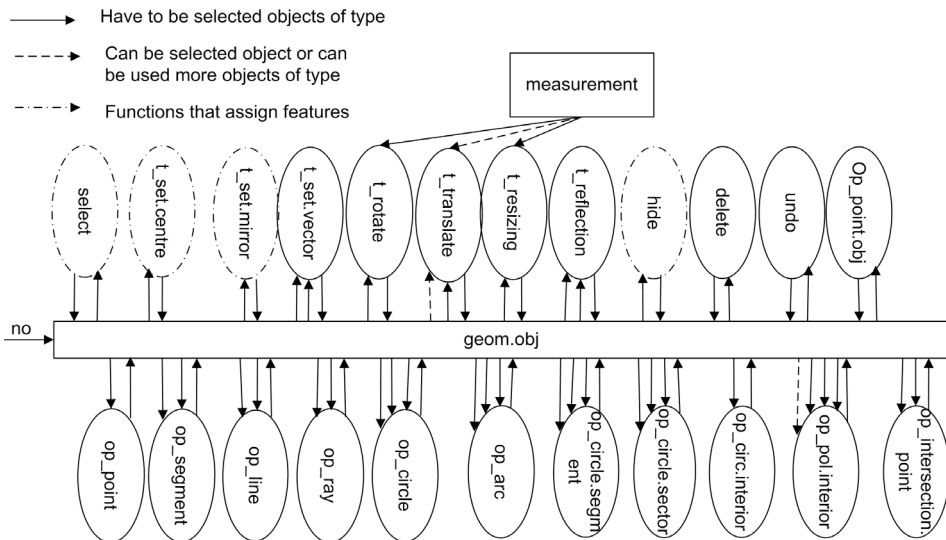 Have to be selected objects of type
Can be selected object or can
be used more objects of type
Functions that assign features
measurement
select
t_set.centre
t_set.mirror
t_set.vector
t_rotate
t_translate
t_resizing
t_reflection
hide
delete
undo
Op_point.obj
no
geom.obj
op_point
op_segment
op_line
op_ray
op_circle
op_arc
op_circle.segm
ent
op_circle.sector
op_circ.interior
op_pol.interior
op_intersection.
point